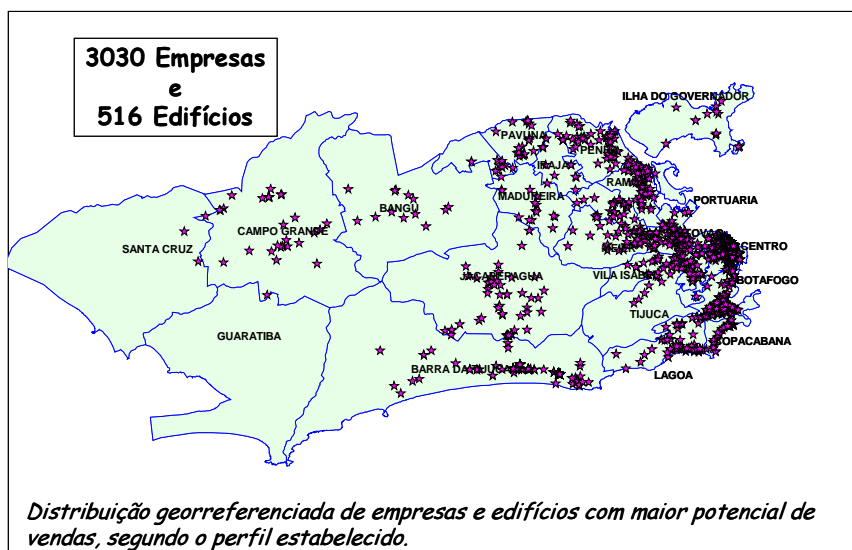 3030 Empresas
e
516 Edifícios
ILHA DO GOVERNADOR
PAVUNA
PENHA
IRAJA
RAMOS
MADUREIRA
PORTUARIA
BANGU
CAMPO GRANDE
SANTA CRUZ
CENTRO
MEIER
VILA ISABEL
JACAREPAGUA
BOTAFOGO
TIJUCA
GUARATIBA
COPACABANA
BARRA DA TIJUCA
LAGOA
Distribuição georreferenciada de empresas e edifícios com maior potencial de
vendas, segundo o perfil estabelecido.